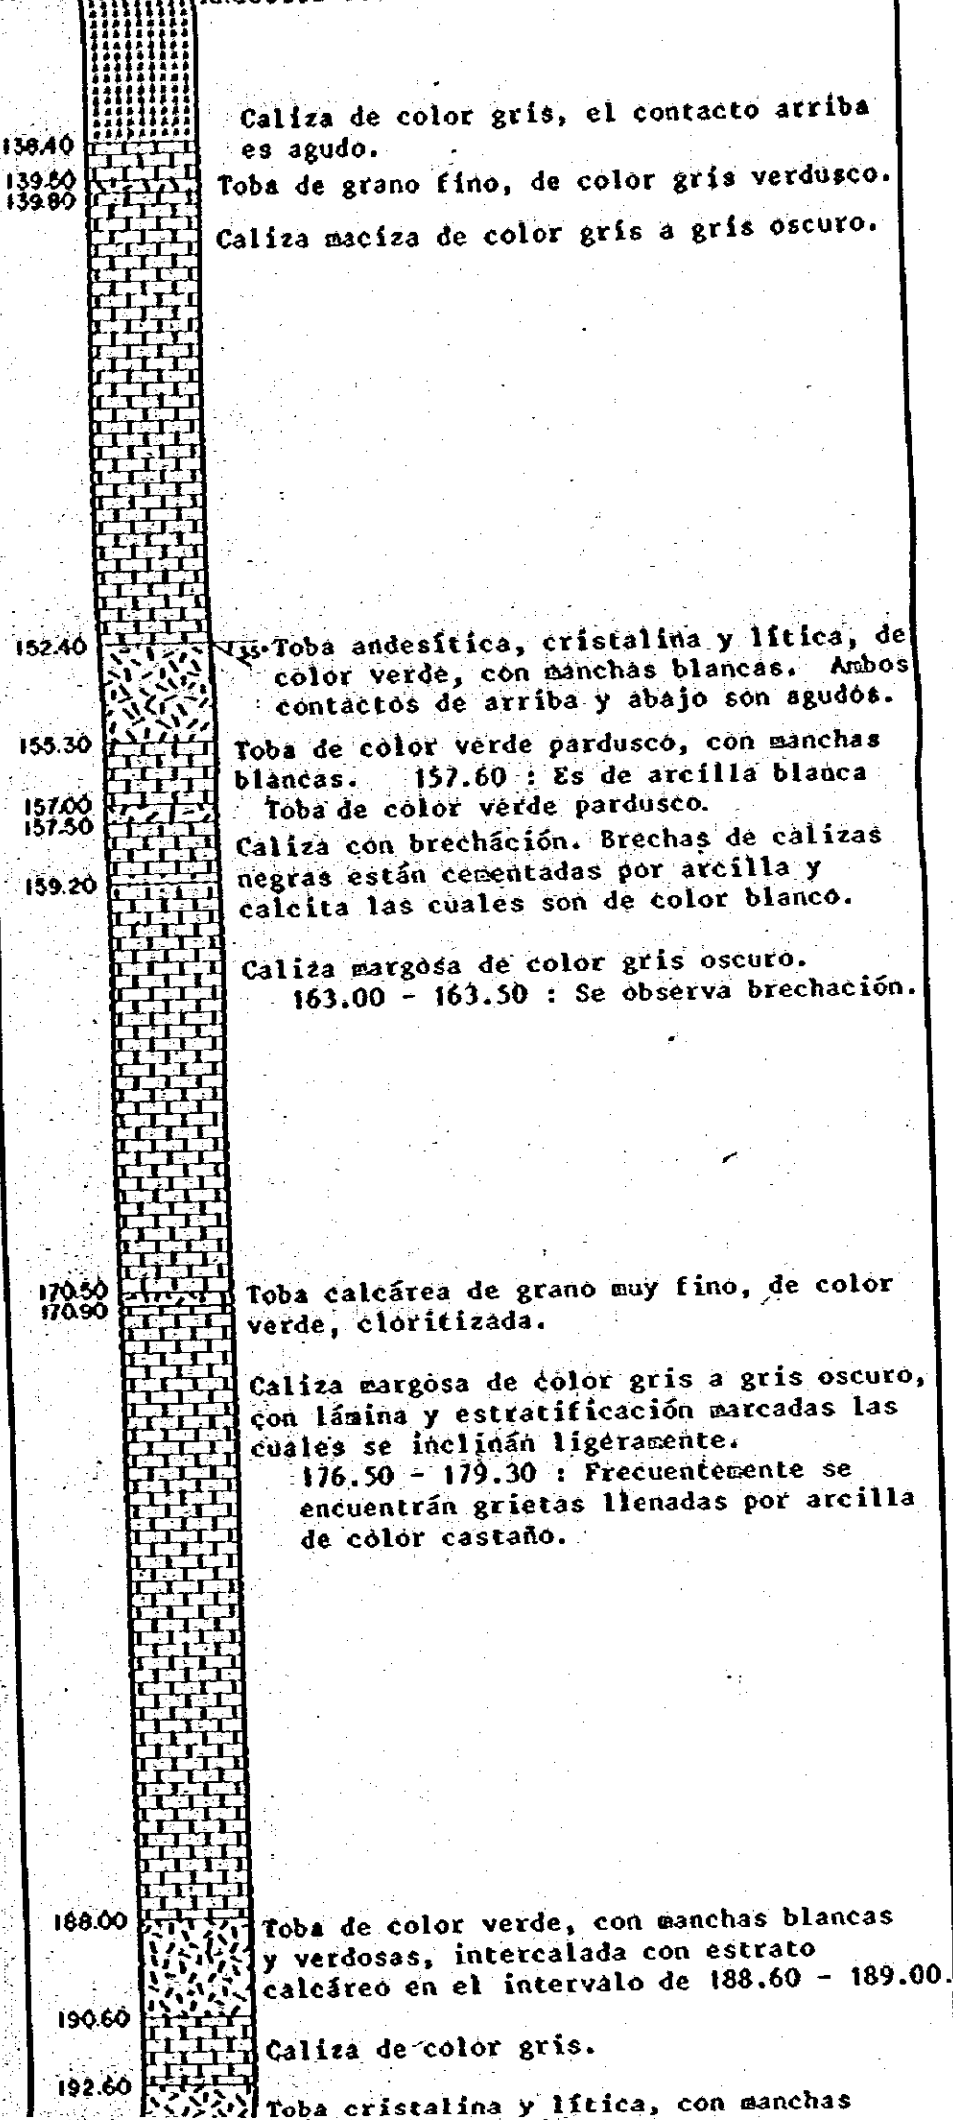 Caliza de color gris, el contacto arriba
138.40 es agudo.
139.60 Toba de grano fino, de color gris verdusco.
139.80
Caliza maciza de color gris a gris oscuro.
152.40 Toba andesítica, cristalina y lítica, de
color verde, con manchas blancas. Ambos
contactos de arriba y abajo son agudos.
155.30 Toba de color verde pardusco, con manchas
blancas. 157.60 : Es de arcilla blanca
157.00 Toba de color verde pardusco.
157.50
Caliza con brechación. Brechas de calizas
159.20 negras están cementadas por arcilla y
calcita las cuales son de color blanco.
Caliza margosa de color gris oscuro.
163.00 - 163.50 : Se observa brechación.
170.50 Toba calcárea de grano muy fino, de color
170.90 verde, cloritizada.
Caliza margosa de color gris a gris oscuro,
con lámina y estratificación marcadas las
cuales se inclinán ligeramente.
176.50 - 179.30 : Frecuentemente se
encuentrán grietas llenadas por arcilla
de color castaño.
188.00 Toba de color verde, con manchas blancas
y verdosas, intercalada con estrato
calcáreo en el intervalo de 188.60 - 189.00.
190.60
Caliza de color gris.
192.60
Toba cristalina y lítica, con manchas